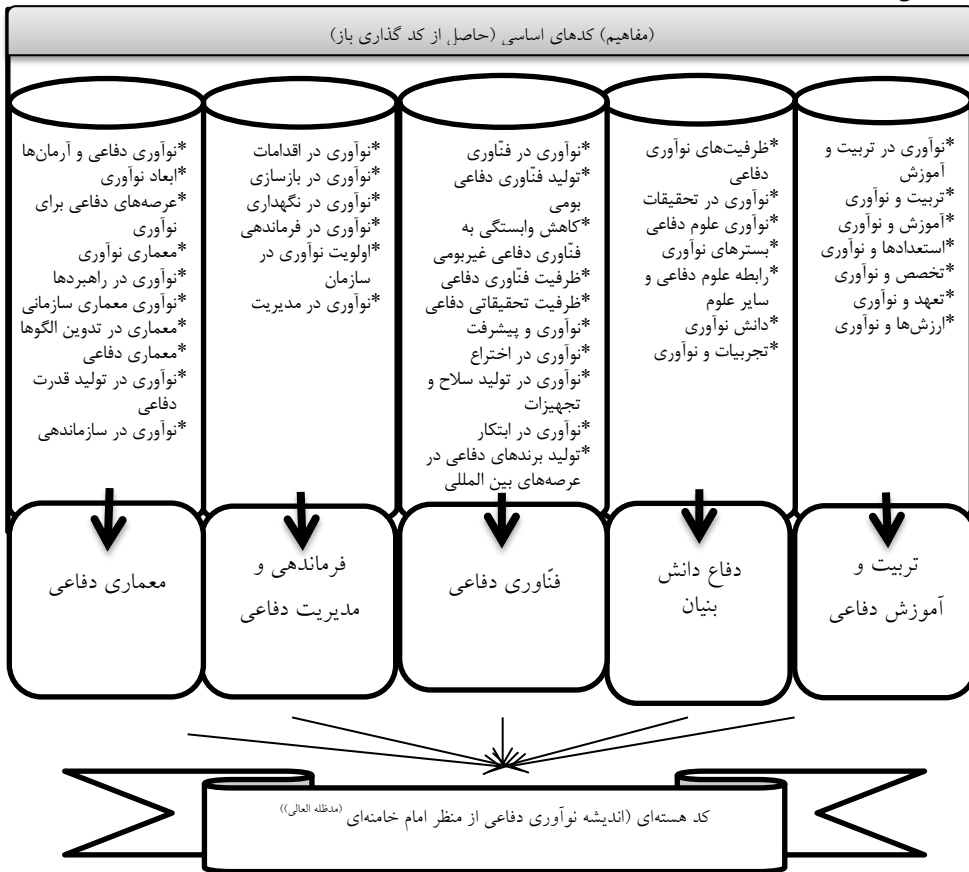 (مفاهیم) کدهای اساسی (حاصل از کد گذاری باز)
*نوآوری در تربیت و
آموزش
*تربیت و نوآوری
*آموزش و نوآوری
*استعدادها و نوآوری
*تخصص و نوآوری
*تعهد و نوآوری
*ارزش‌ها و نوآوری
*ظرفیت‌های نوآوری
دفاعی
*نوآوری در تحقیقات
*نوآوری علوم دفاعی
*بسترهای نوآوری
*رابطه علوم دفاعی و
سایر علوم
*دانش نوآوری
*تجربیات و نوآوری
*نوآوری در فنّاوری
*تولید فنّاوری دفاعی
بومی
*کاهش وابستگی به
فنّاوری دفاعی غیربومی
*ظرفیت فنّاوری دفاعی
*ظرفیت تحقیقاتی دفاعی
*نوآوری و پیشرفت
*نوآوری در اختراع
*نوآوری در تولید سلاح و
تجهیزات
*نوآوری در ابتکار
*تولید برندهای دفاعی در
عرصه‌های بین المللی
*نوآوری در اقدامات
*نوآوری در بازسازی
*نوآوری در نگهداری
*نوآوری در فرماندهی
*اولویت نوآوری در
سازمان
*نوآوری در مدیریت
*نوآوری دفاعی و آرمان‌ها
*ابعاد نوآوری
*عرصه‌های دفاعی برای
نوآوری
*معماری نوآوری
*نوآوری در راهبردها
*نوآوری معماری سازمانی
*معماری در تدوین الگوها
*معماری دفاعی
*نوآوری در تولید قدرت
دفاعی
*نوآوری در سازماندهی
تربیت و
آموزش دفاعی
دفاع دانش
بنیان
فنّاوری دفاعی
فرماندهی و
مدیریت دفاعی
معماری دفاعی
کد هسته‌ای (اندیشه نوآوری دفاعی از منظر امام خامنه‌ای (مدظله العالی))